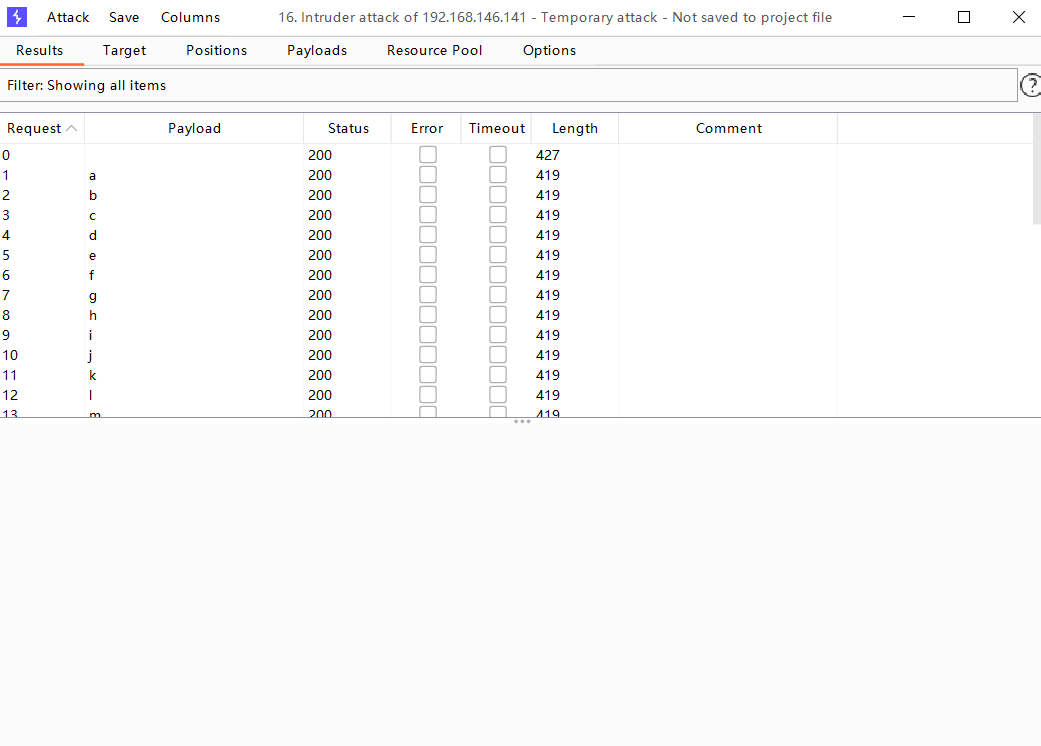 Attack Save Columns 16. Intruder attack of 192.168.146.141 - Temporary attack - Not saved to project file
Results Target Positions Payloads Resource Pool Options
Filter: Showing all items
?
Request Payload Status Error Timeout Length Comment
0 200 427
1 a 200 419
2 b 200 419
3 c 200 419
4 d 200 419
5 e 200 419
6 f 200 419
7 g 200 419
8 h 200 419
9 i 200 419
10 j 200 419
11 k 200 419
12 l 200 419
13 m 200 419